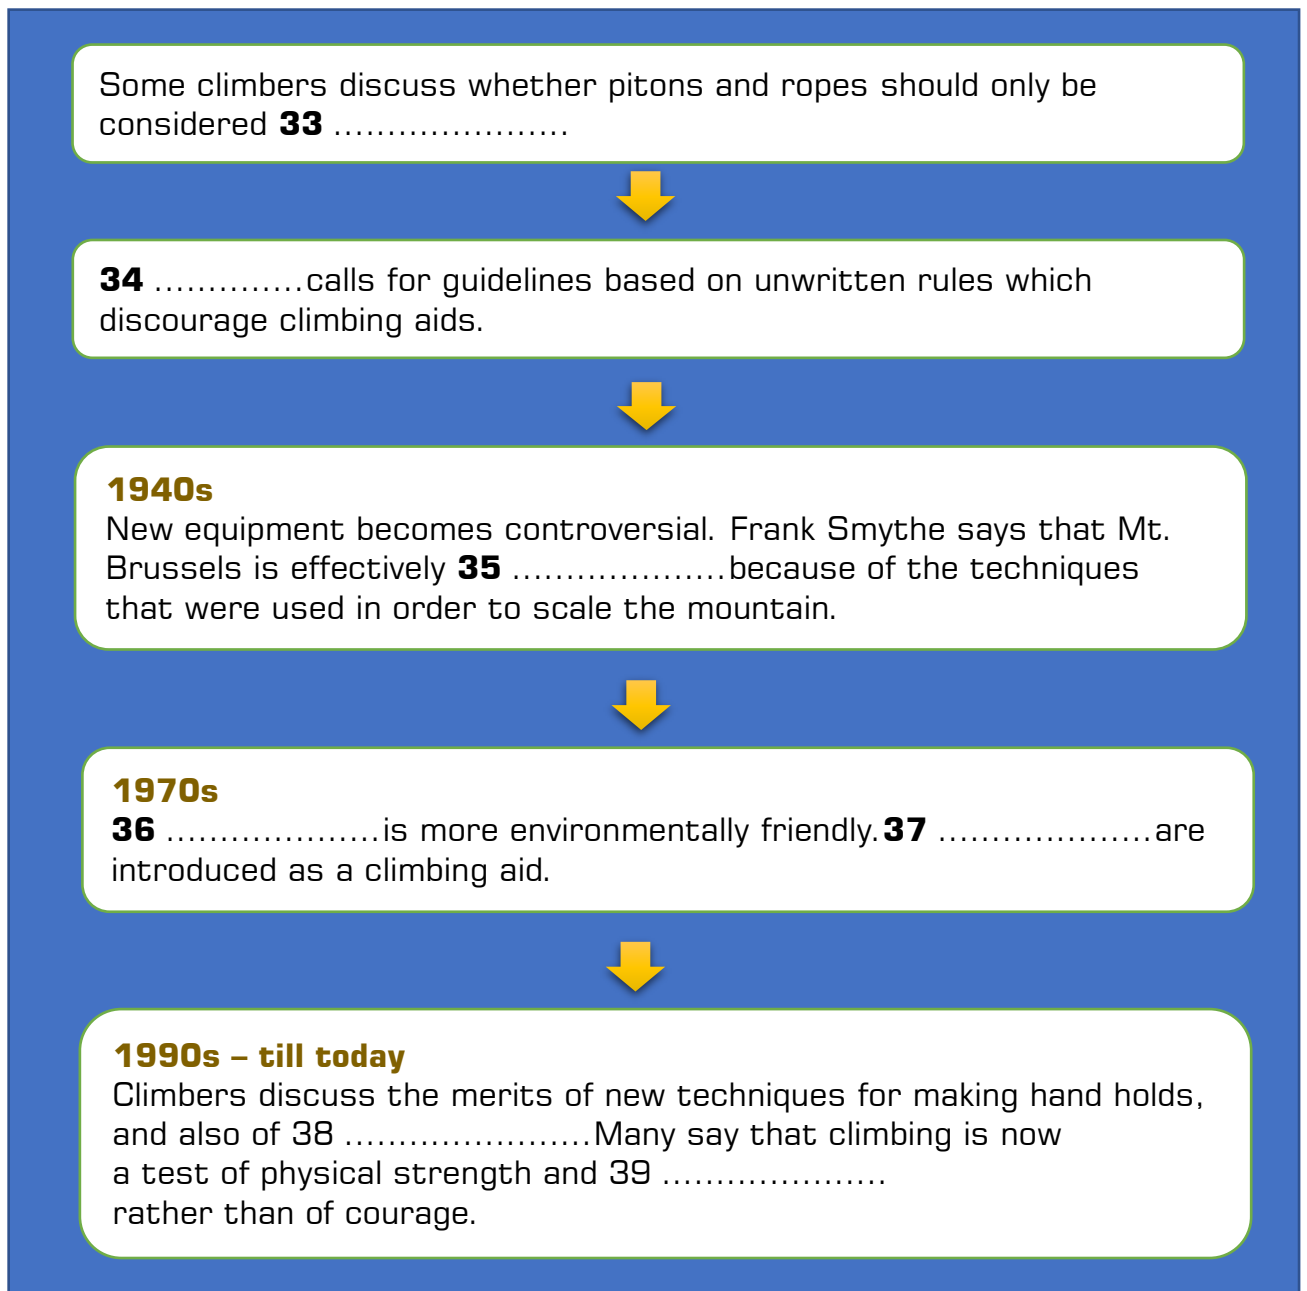 Some climbers discuss whether pitons and ropes should only be
considered 33 ......................
34 ..............calls for guidelines based on unwritten rules which
discourage climbing aids.
1940s
New equipment becomes controversial. Frank Smythe says that Mt.
Brussels is effectively 35 ....................because of the techniques
that were used in order to scale the mountain.
1970s
36 ....................is more environmentally friendly.37 ....................are
introduced as a climbing aid.
1990s – till today
Climbers discuss the merits of new techniques for making hand holds,
and also of 38 .......................Many say that climbing is now
a test of physical strength and 39 .....................
rather than of courage.